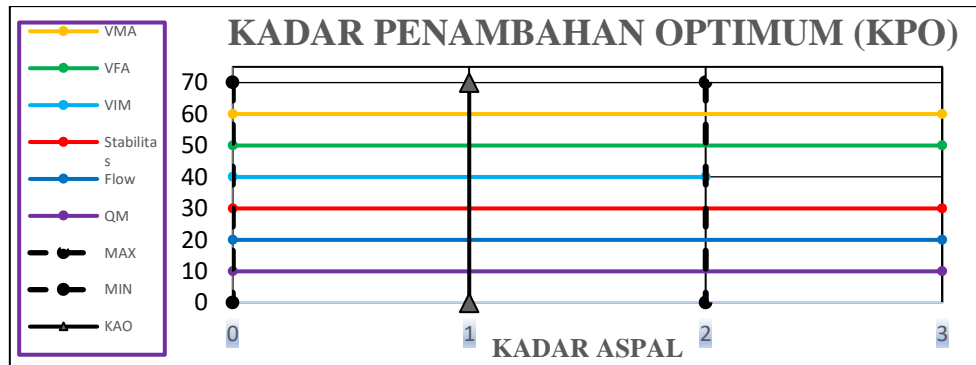 KADAR PENAMBAHAN OPTIMUM (KPO)
VMA
VFA
VIM
Stabilita
s
Flow
QM
MAX
MIN
KAO
70
60
50
40
30
20
10
0
0 1 2 3
KADAR ASPAL